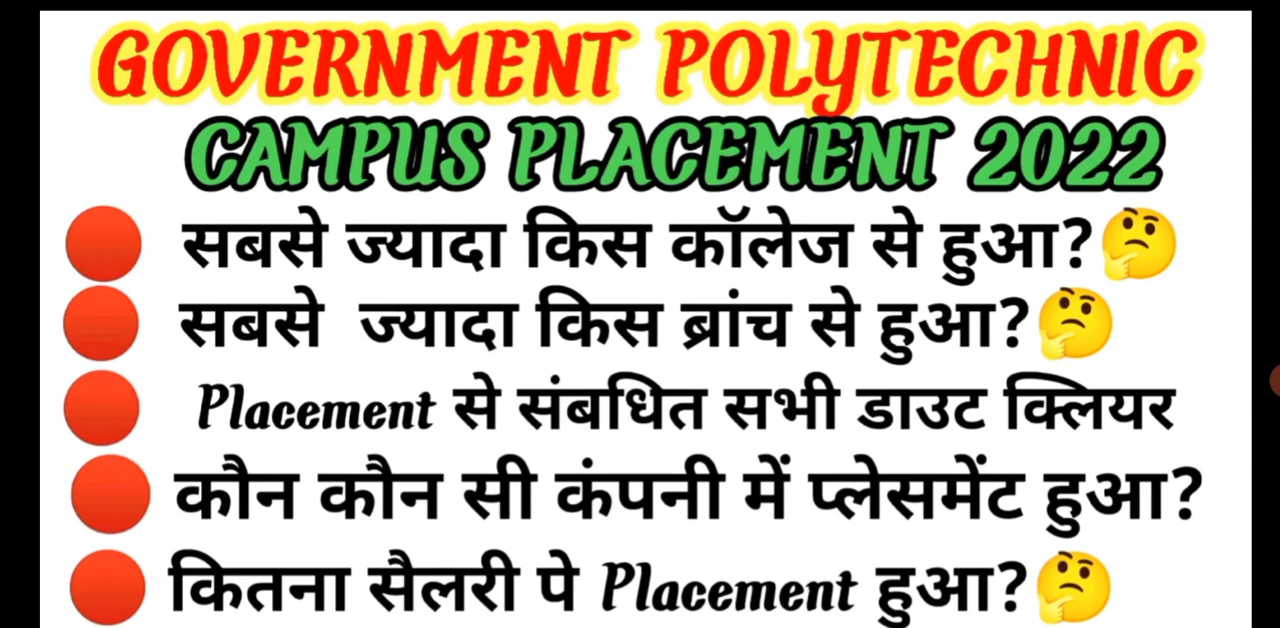 GOVERNMENT POLYTECHNIC
CAMPUS PLACEMENT 2022
सबसे ज्यादा किस कॉलेज से हुआ?🤔
सबसे ज्यादा किस ब्रांच से हुआ?🤔
Placement से संबधित सभी डाउट क्लियर
कौन कौन सी कंपनी में प्लेसमेंट हुआ?
कितना सैलरी पे Placement हुआ?🤔